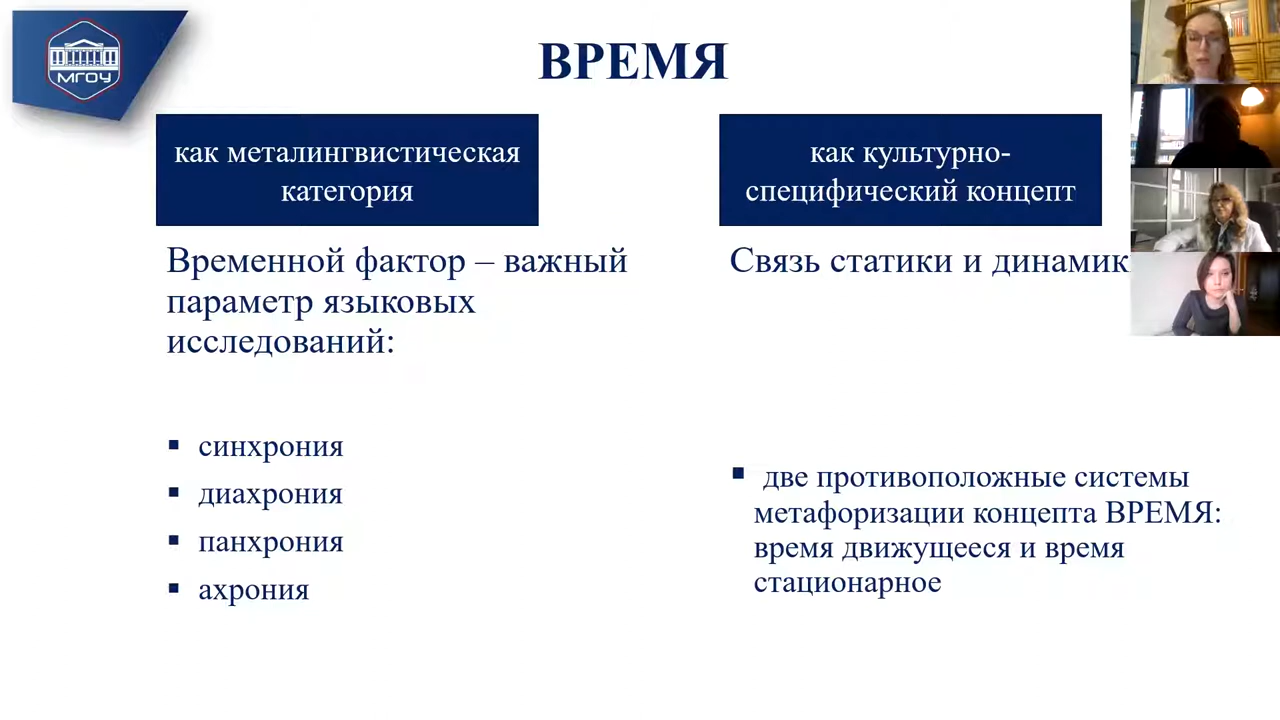 МГОУ
ВРЕМЯ
как металингвистическая
категория
Временной фактор – важный
параметр языковых
исследований:
▪ синхрония
▪ диахрония
▪ панхрония
▪ ахрония
как культурно-
специфический концепт
Связь статики и динамик
▪ две противоположные системы
метафоризации концепта ВРЕМЯ:
время движущееся и время
стационарное